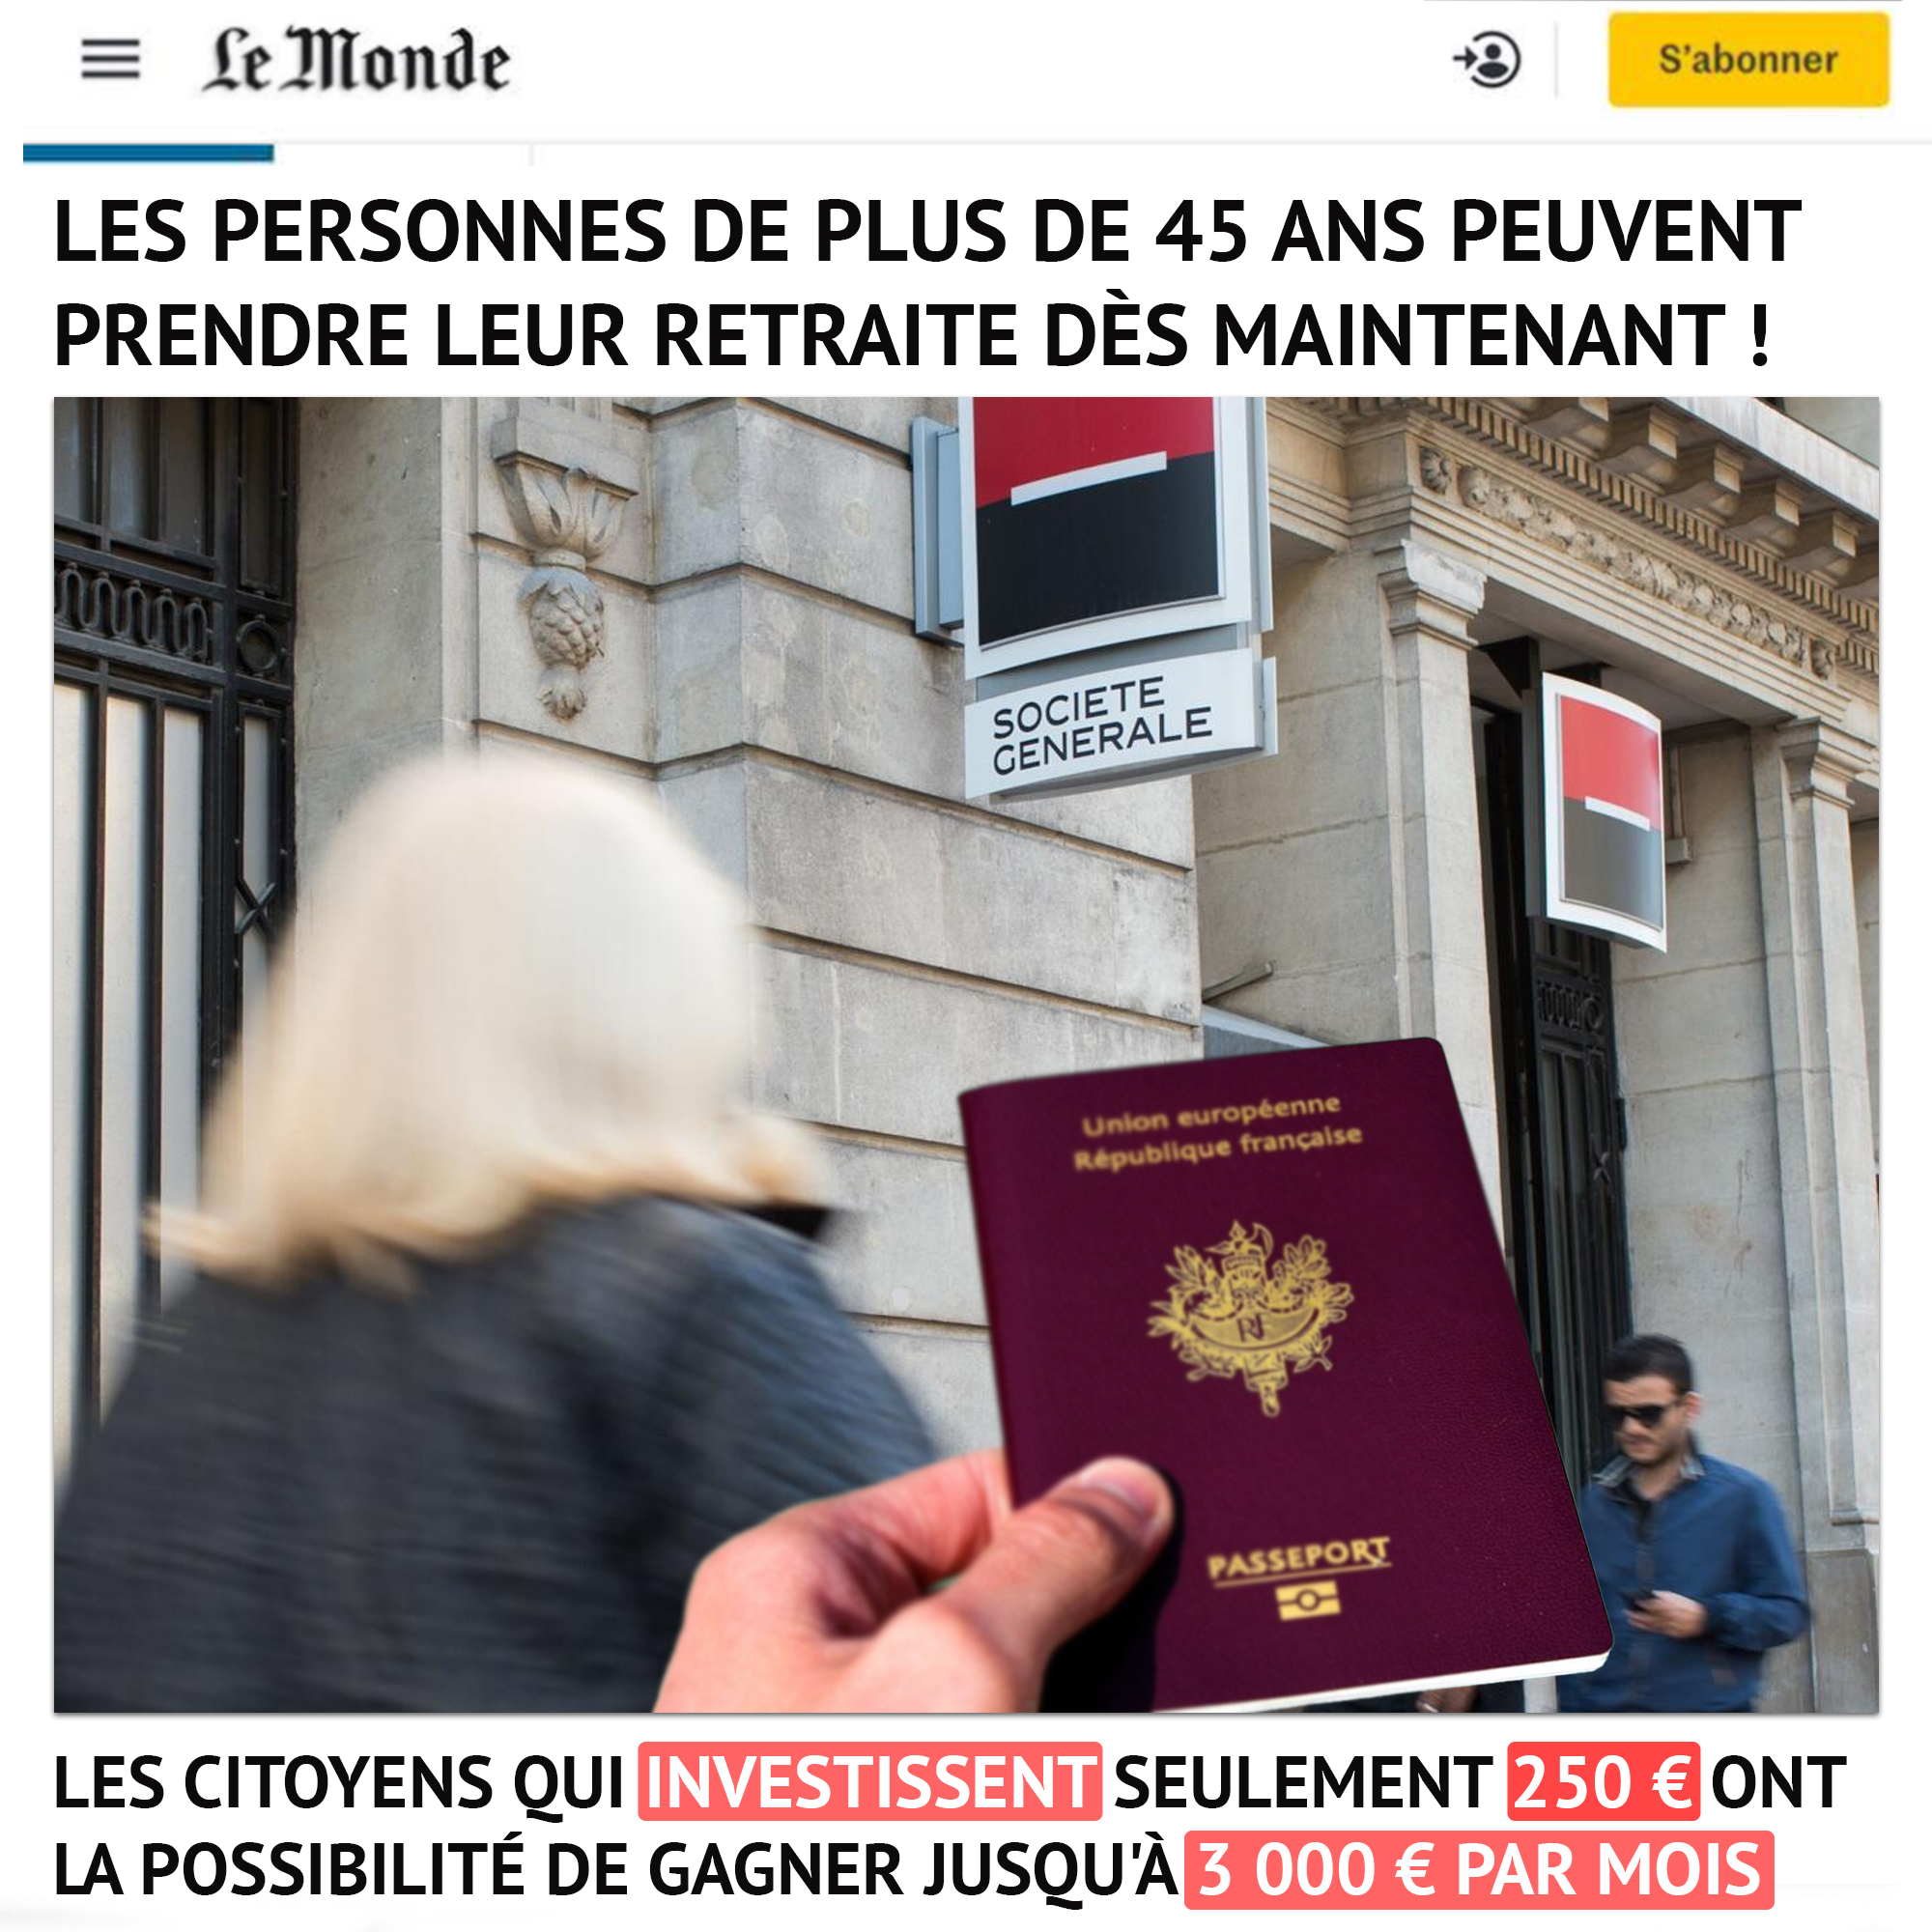 Le Monde
S'abonner
LES PERSONNES DE PLUS DE 45 ANS PEUVENT
PRENDRE LEUR RETRAITE DÈS MAINTENANT !
SOCIETE
GENERALE
Union européenne
République française
RF
PASSEPORT
LES CITOYENS QUI INVESTISSENT SEULEMENT 250 € ONT
LA POSSIBILITÉ DE GAGNER JUSQU'À 3 000 € PAR MOIS